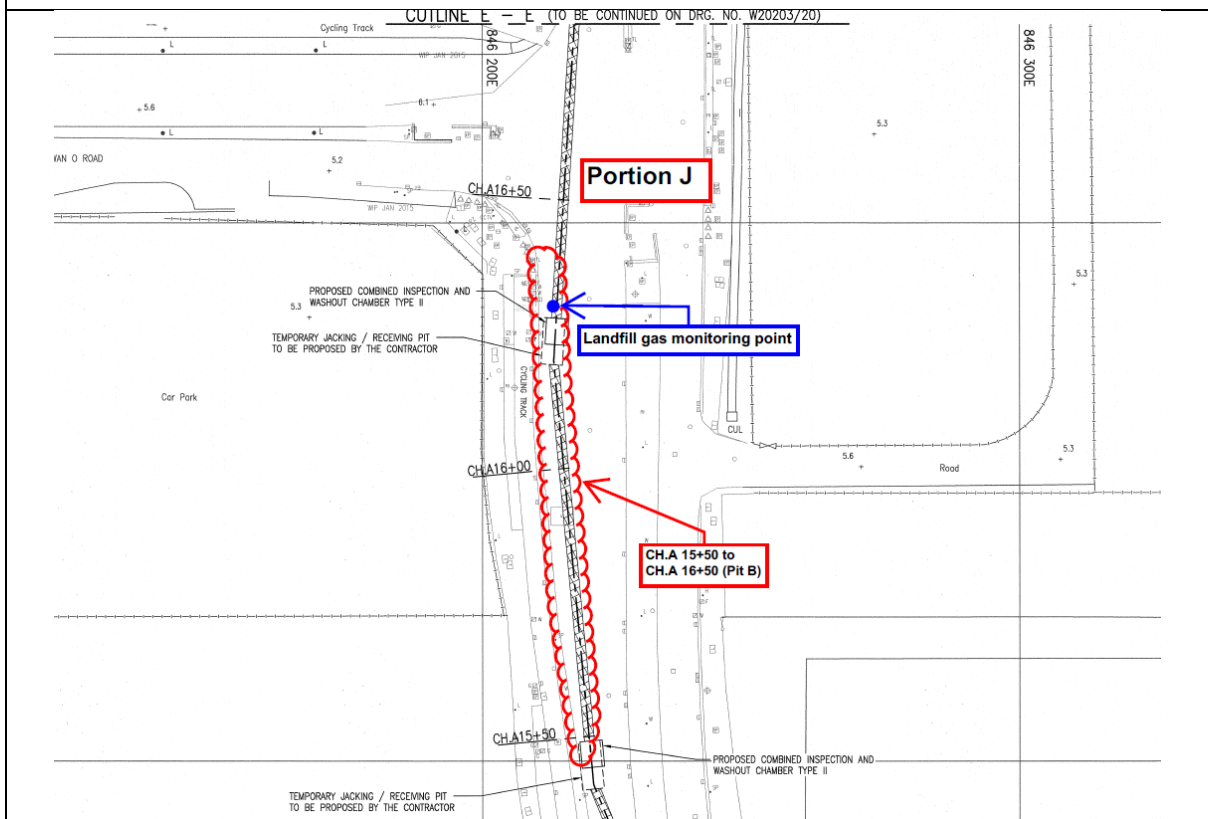 CUTLINE E – E (TO BE CONTINUED ON DRG. NO. W20203/20)
Cycling Track
L
L
WIP JAN 2015
846 200E
846 300E
TL
6.1
5.6
5.3
L
L
WAN O ROAD
5.2
Portion J
CH.A16+50
WIP JAN 2015
L
5.3
PROPOSED COMBINED INSPECTION AND
WASHOUT CHAMBER TYPE II
5.3
TEMPORARY JACKING / RECEIVING PIT
TO BE PROPOSED BY THE CONTRACTOR
Landfill gas monitoring point
CYCLING TRACK
Car Park
CUL
5.3
5.6
Road
CH.A16+00
CH.A 15+50 to
CH.A 16+50 (Pit B)
CH.A15+50
PROPOSED COMBINED INSPECTION AND
WASHOUT CHAMBER TYPE II
TEMPORARY JACKING / RECEIVING PIT
TO BE PROPOSED BY THE CONTRACTOR
SP